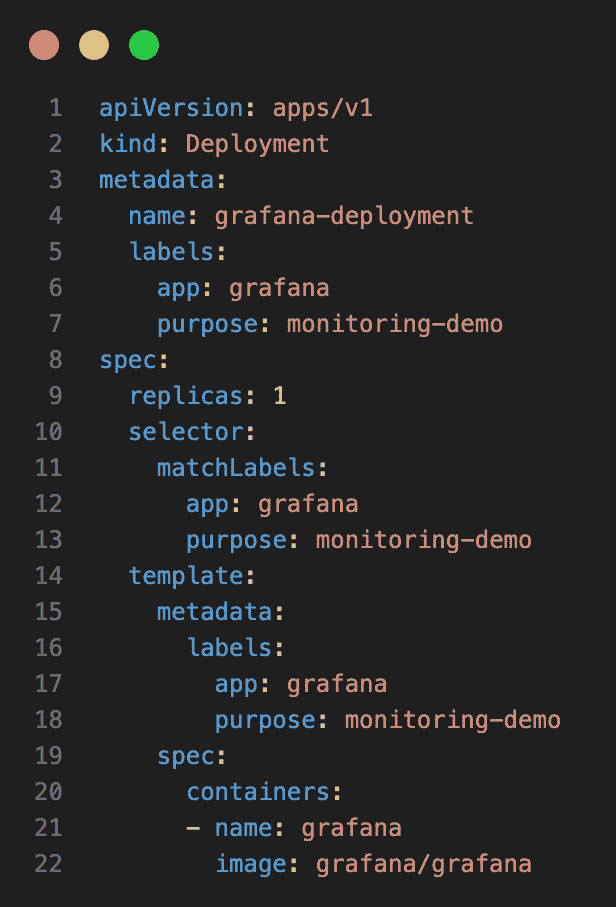 1 apiVersion: apps/v1
2 kind: Deployment
3 metadata:
4   name: grafana-deployment
5   labels:
6     app: grafana
7     purpose: monitoring-demo
8 spec:
9   replicas: 1
10   selector:
11     matchLabels:
12       app: grafana
13       purpose: monitoring-demo
14   template:
15     metadata:
16       labels:
17         app: grafana
18         purpose: monitoring-demo
19     spec:
20       containers:
21       - name: grafana
22         image: grafana/grafana